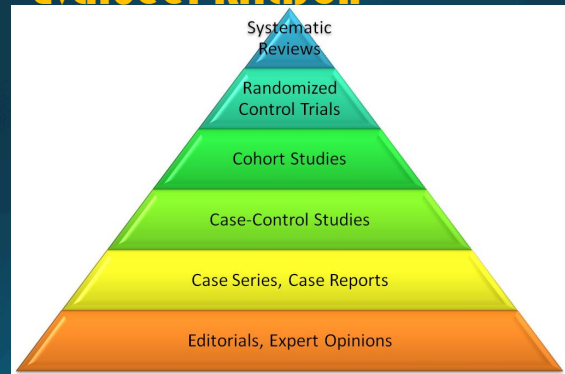 Systematic
Reviews
Randomized
Control Trials
Cohort Studies
Case-Control Studies
Case Series, Case Reports
Editorials, Expert Opinions